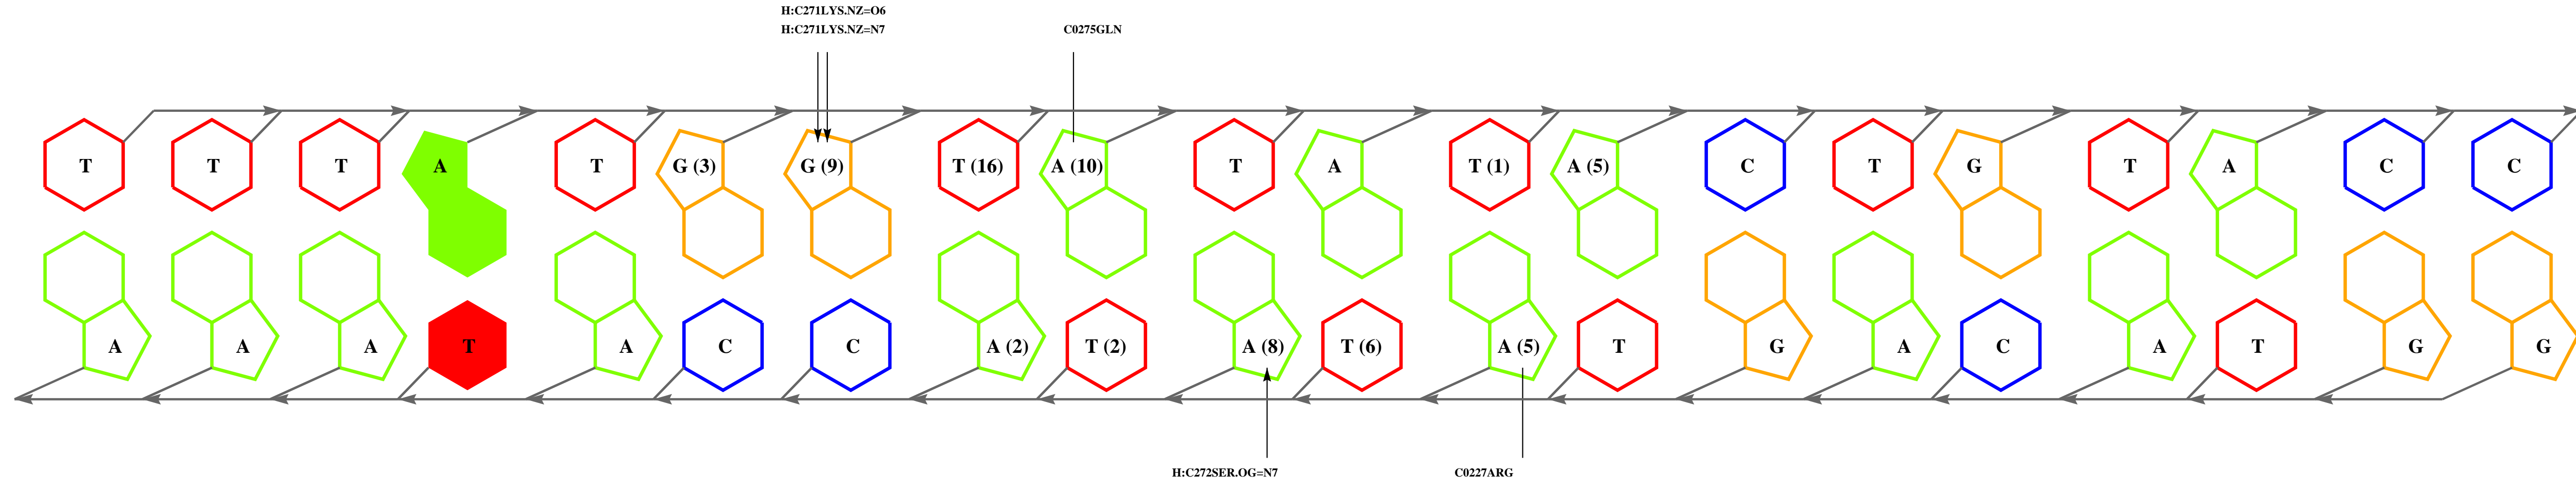 H:C271LYS.NZ=O6
H:C271LYS.NZ=N7 C0275GLN
T T T A T G (3) G (9) T (16) A (10) T A T (1) A (5) C T G T A C C
A A A T A C C A (2) T (2) A (8) T (6) A (5) T G A C A T G G
H:C272SER.OG=N7 C0227ARG